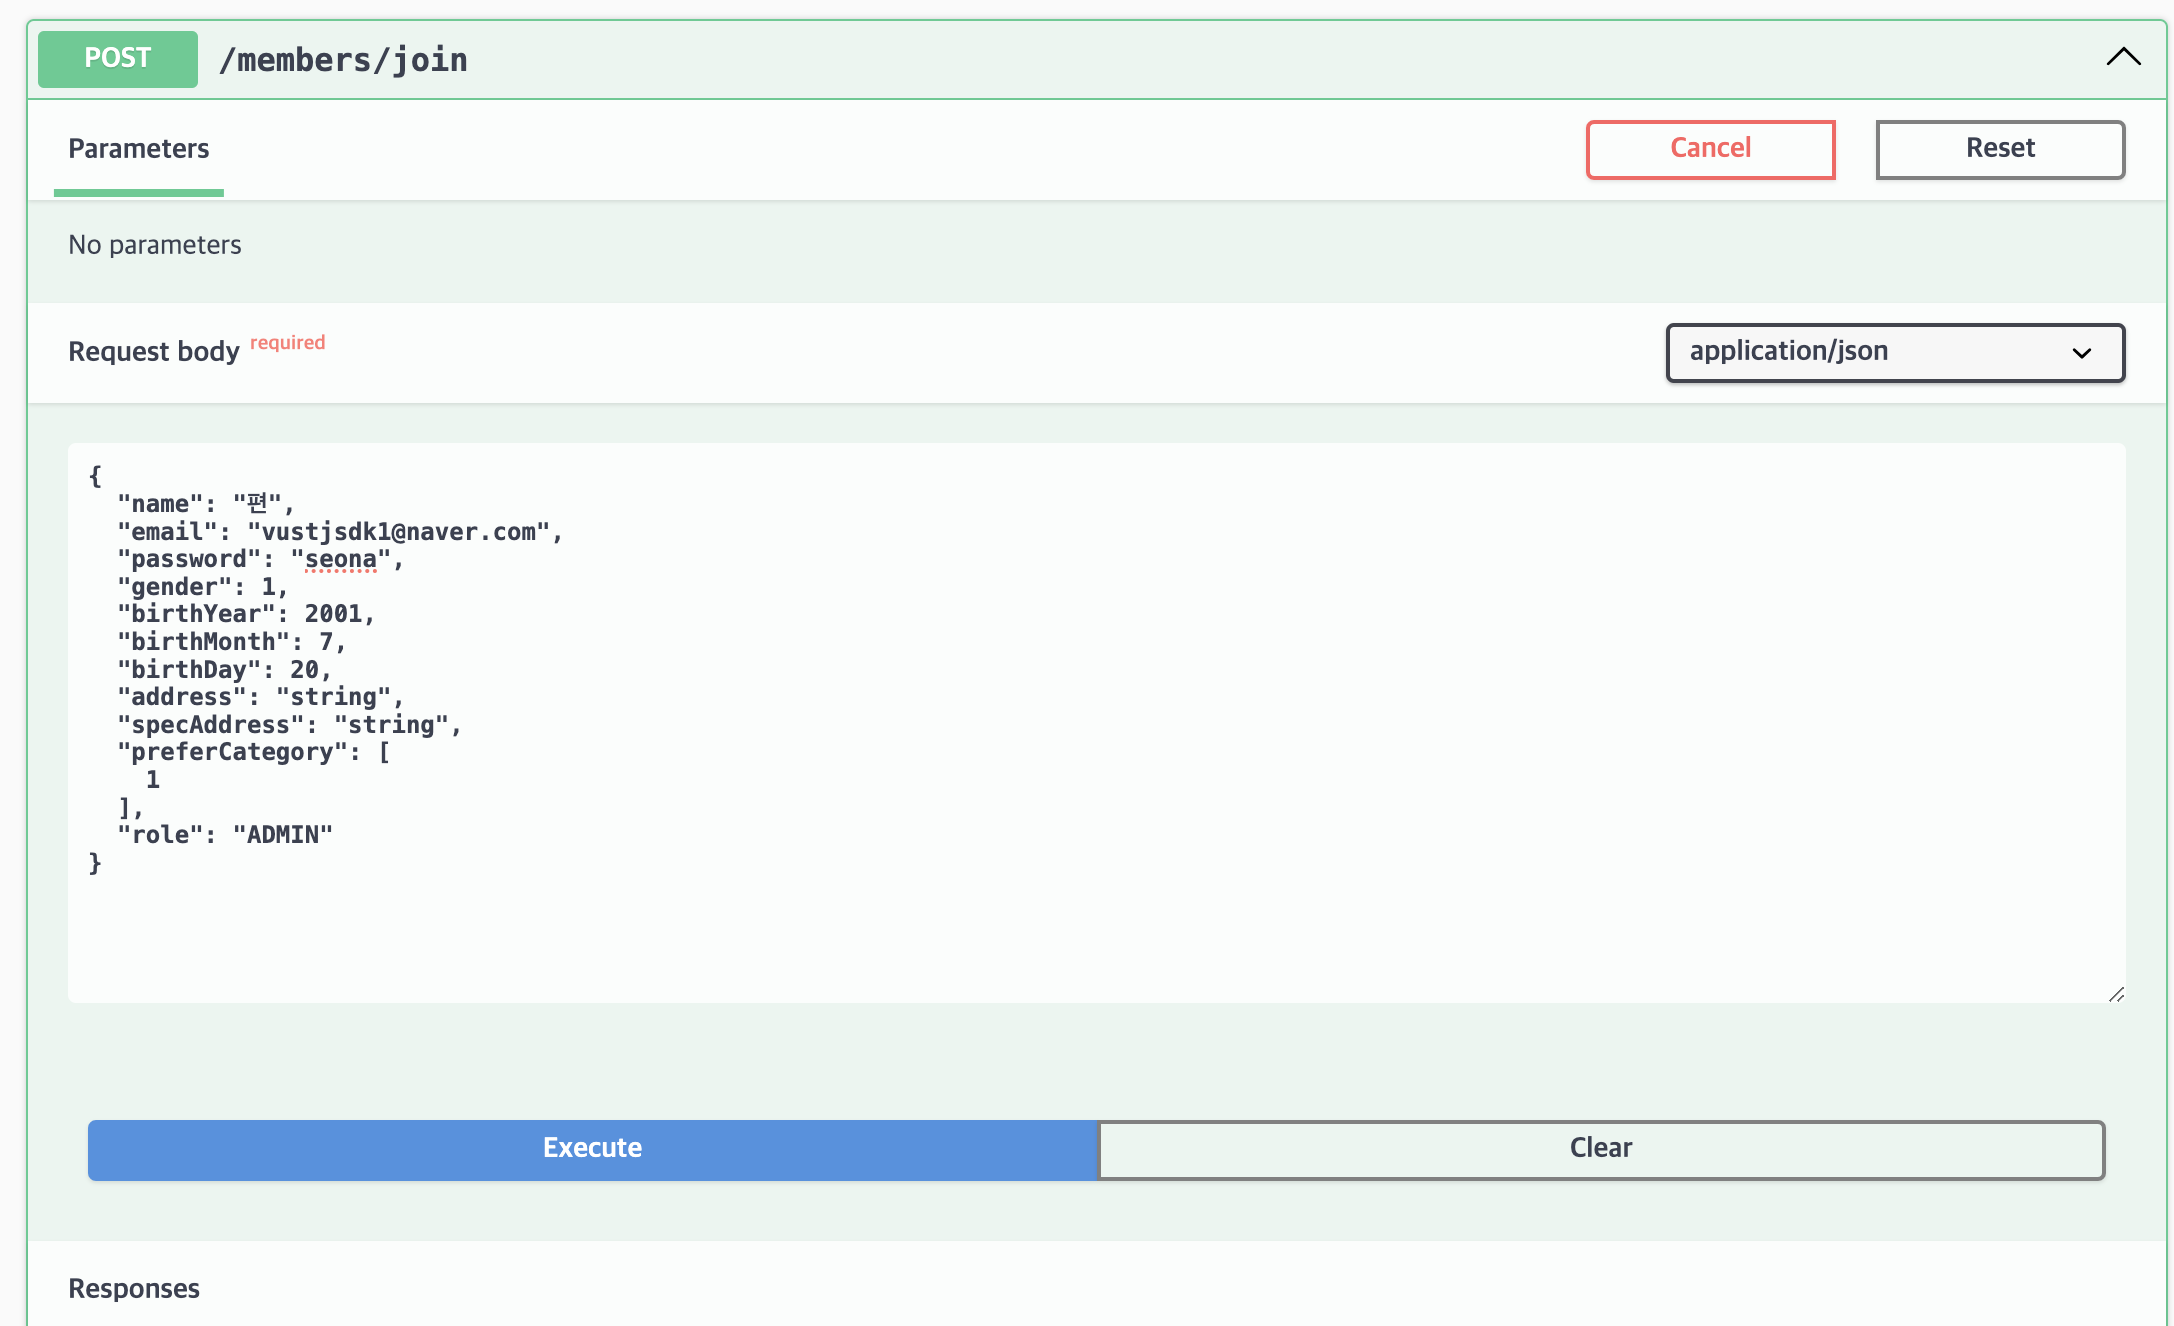 POST /members/join
Parameters
Cancel
Reset
No parameters
Request body required
application/json
{
  "name": "편",
  "email": "vustjsdk1@naver.com",
  "password": "seona",
  "gender": 1,
  "birthYear": 2001,
  "birthMonth": 7,
  "birthDay": 20,
  "address": "string",
  "specAddress": "string",
  "preferCategory": [
    1
  ],
  "role": "ADMIN"
}
Execute
Clear
Responses